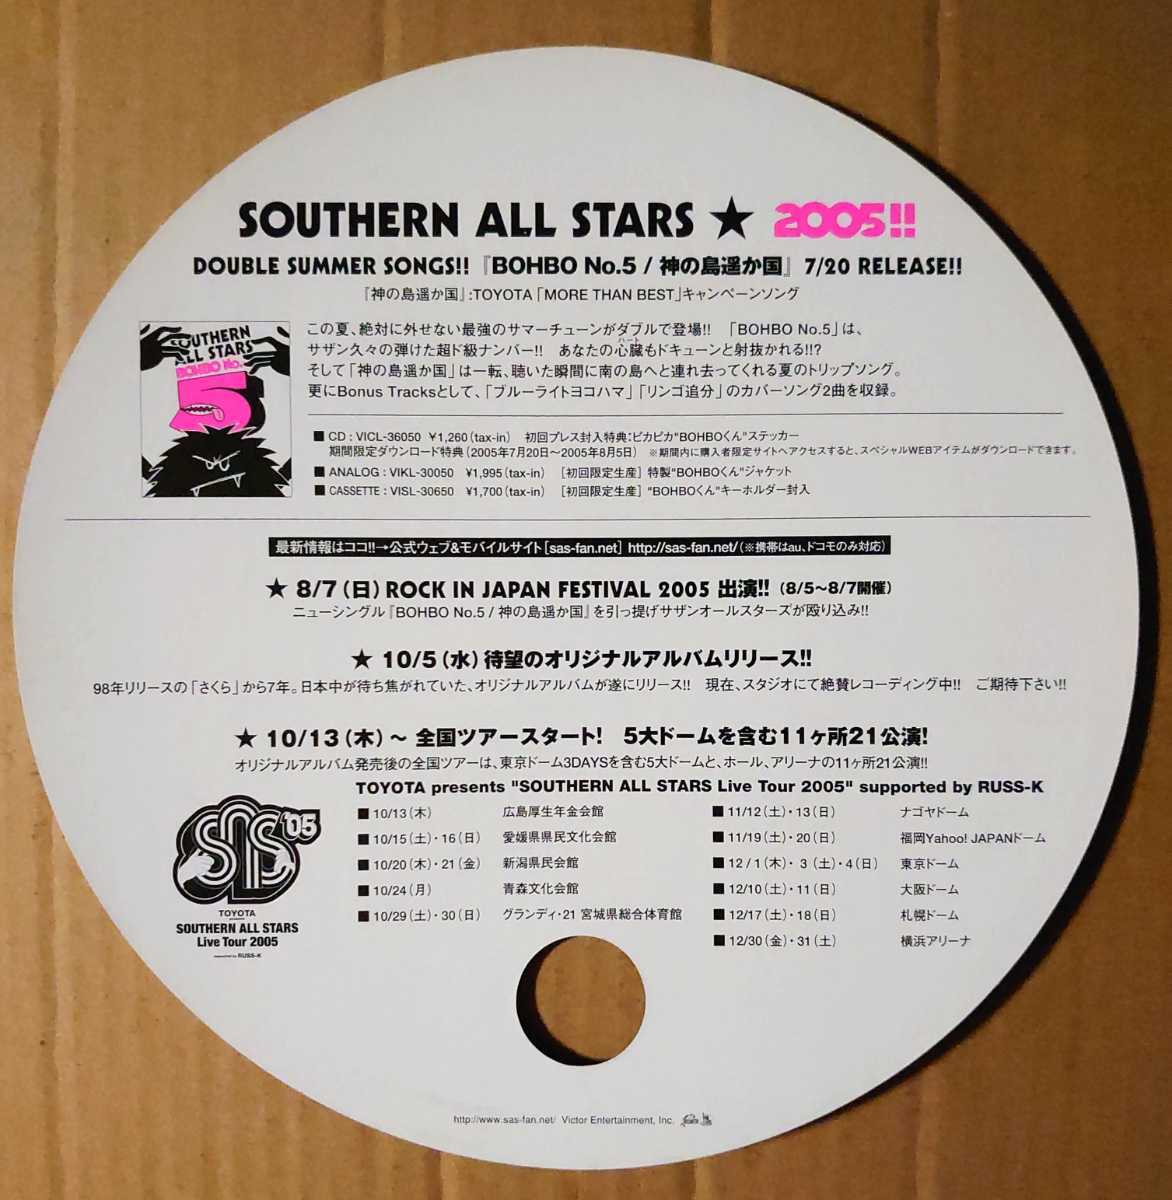 SOUTHERN ALL STARS ★ 2005!!
DOUBLE SUMMER SONGS!! 『BOHBO No.5 / 神の島遥か国』 7/20 RELEASE!!
『神の島遥か国』:TOYOTA「MORE THAN BEST」キャンペーンソング
SOUTHERN
ALL STARS
BOHBO No.
5
この夏、絶対に外せない最強のサマーチューンがダブルで登場!! 「BOHBO No.5」は、
ハート
サザン久々の弾けた超ド級ナンバー!! あなたの心臓もドキューンと射抜かれる!!?
そして「神の島遥か国」は一転、聴いた瞬間に南の島へと連れ去ってくれる夏のトリップソング。
更にBonus Tracksとして、「ブルーライトヨコハマ」「リンゴ追分」のカバーソング2曲を収録。
■ CD : VICL-36050 ¥1,260(tax-in) 初回プレス封入特典:ピカピカ"BOHBOくん"ステッカー
期間限定ダウンロード特典(2005年7月20日〜2005年8月5日) ※期間内に購入者限定サイトへアクセスすると、スペシャルWEBアイテムがダウンロードできます。
■ ANALOG : VIKL-30050 ¥1,995(tax-in) [初回限定生産] 特製"BOHBOくん"ジャケット
■ CASSETTE : VISL-30650 ¥1,700(tax-in) [初回限定生産] "BOHBOくん"キーホルダー封入
最新情報はココ!!→公式ウェブ&モバイルサイト[sas-fan.net] http://sas-fan.net/(※携帯はau、ドコモのみ対応)
★ 8/7(日)ROCK IN JAPAN FESTIVAL 2005 出演!!(8/5〜8/7開催)
ニューシングル『BOHBO No.5 / 神の島遥か国』を引っ提げサザンオールスターズが殴り込み!!
★ 10/5(水)待望のオリジナルアルバムリリース!!
98年リリースの「さくら」から7年。日本中が待ち焦がれていた、オリジナルアルバムが遂にリリース!! 現在、スタジオにて絶賛レコーディング中!! ご期待下さい!!
★ 10/13(木)〜 全国ツアースタート! 5大ドームを含む11ヶ所21公演!
オリジナルアルバム発売後の全国ツアーは、東京ドーム3DAYSを含む5大ドームと、ホール、アリーナの11ヶ所21公演!!
TOYOTA presents "SOUTHERN ALL STARS Live Tour 2005" supported by RUSS-K
■ 10/13(木) 広島厚生年金会館
■ 10/15(土)・16(日) 愛媛県県民文化会館
■ 10/20(木)・21(金) 新潟県民会館
■ 10/24(月) 青森文化会館
■ 10/29(土)・30(日) グランディ・21 宮城県総合体育館
■ 11/12(土)・13(日) ナゴヤドーム
■ 11/19(土)・20(日) 福岡Yahoo! JAPANドーム
■ 12/1(木)・3(土)・4(日) 東京ドーム
■ 12/10(土)・11(日) 大阪ドーム
■ 12/17(土)・18(日) 札幌ドーム
■ 12/30(金)・31(土) 横浜アリーナ
SAS '05
TOYOTA
presents
SOUTHERN ALL STARS
Live Tour 2005
supported by RUSS-K
http://www.sas-fan.net/ Victor Entertainment, Inc.